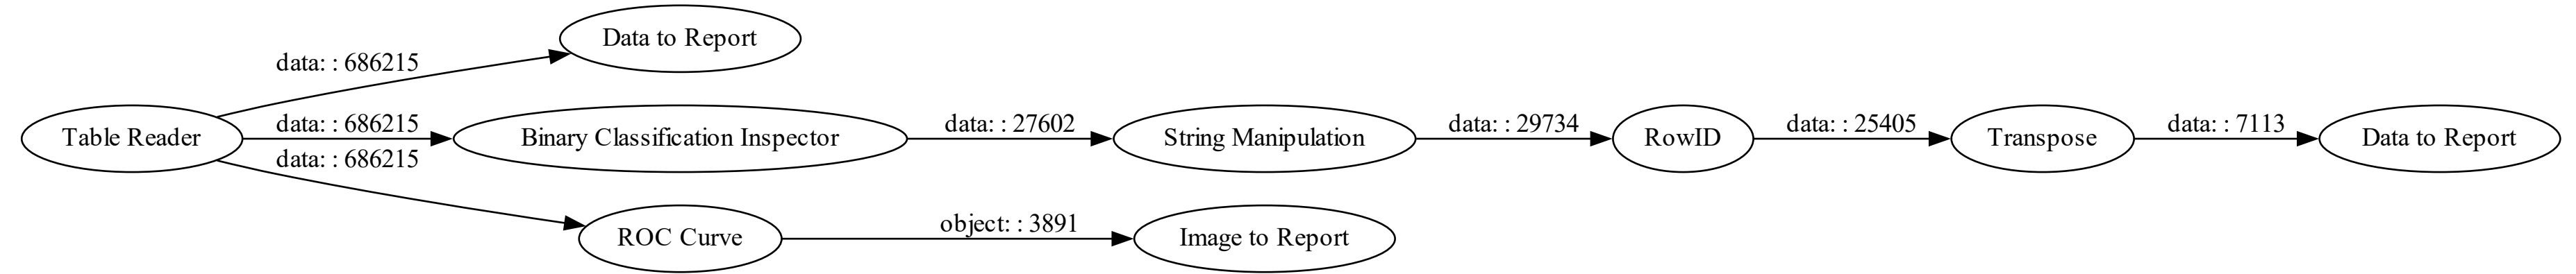 Data to Report
data: : 686215
Table Reader
data: : 686215
Binary Classification Inspector
data: : 27602
String Manipulation
data: : 29734
RowID
data: : 25405
Transpose
data: : 7113
Data to Report
data: : 686215
ROC Curve
object: : 3891
Image to Report